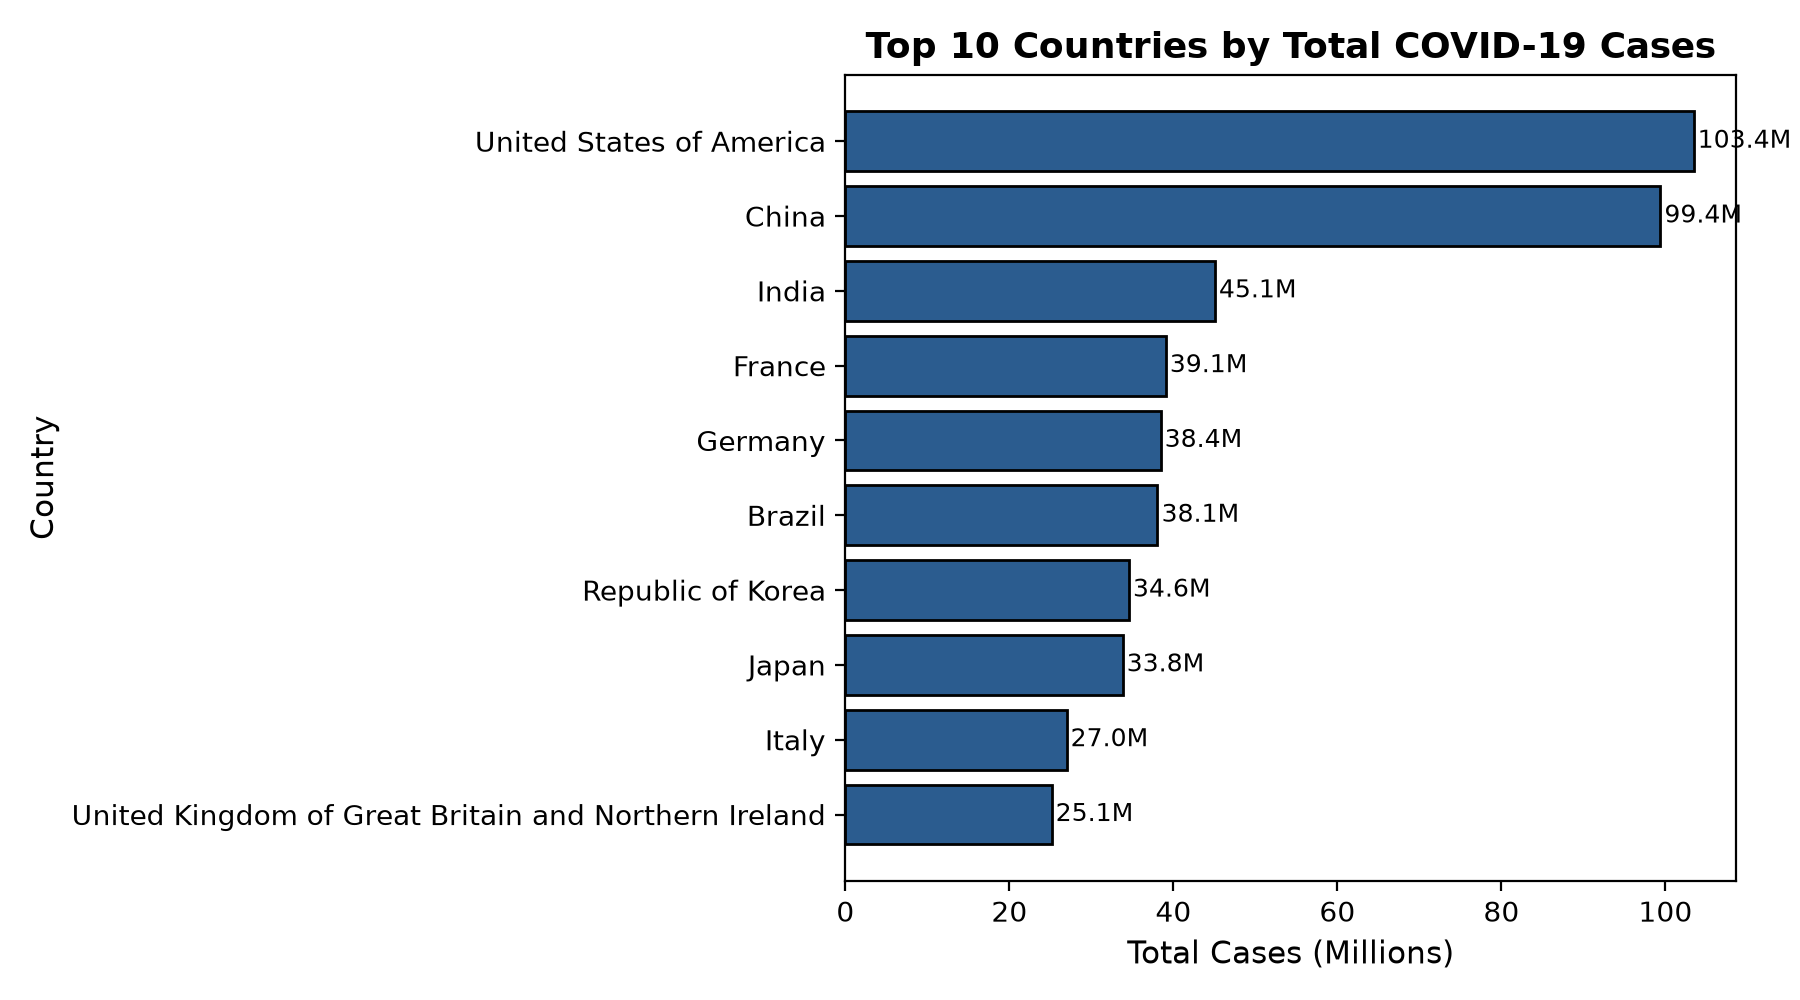 Top 10 Countries by Total COVID-19 Cases
United States of America
103.4M
China
99.4M
India
45.1M
France
39.1M
Germany
38.4M
Brazil
38.1M
Republic of Korea
34.6M
Japan
33.8M
Italy
27.0M
United Kingdom of Great Britain and Northern Ireland
25.1M
Country
0 20 40 60 80 100
Total Cases (Millions)